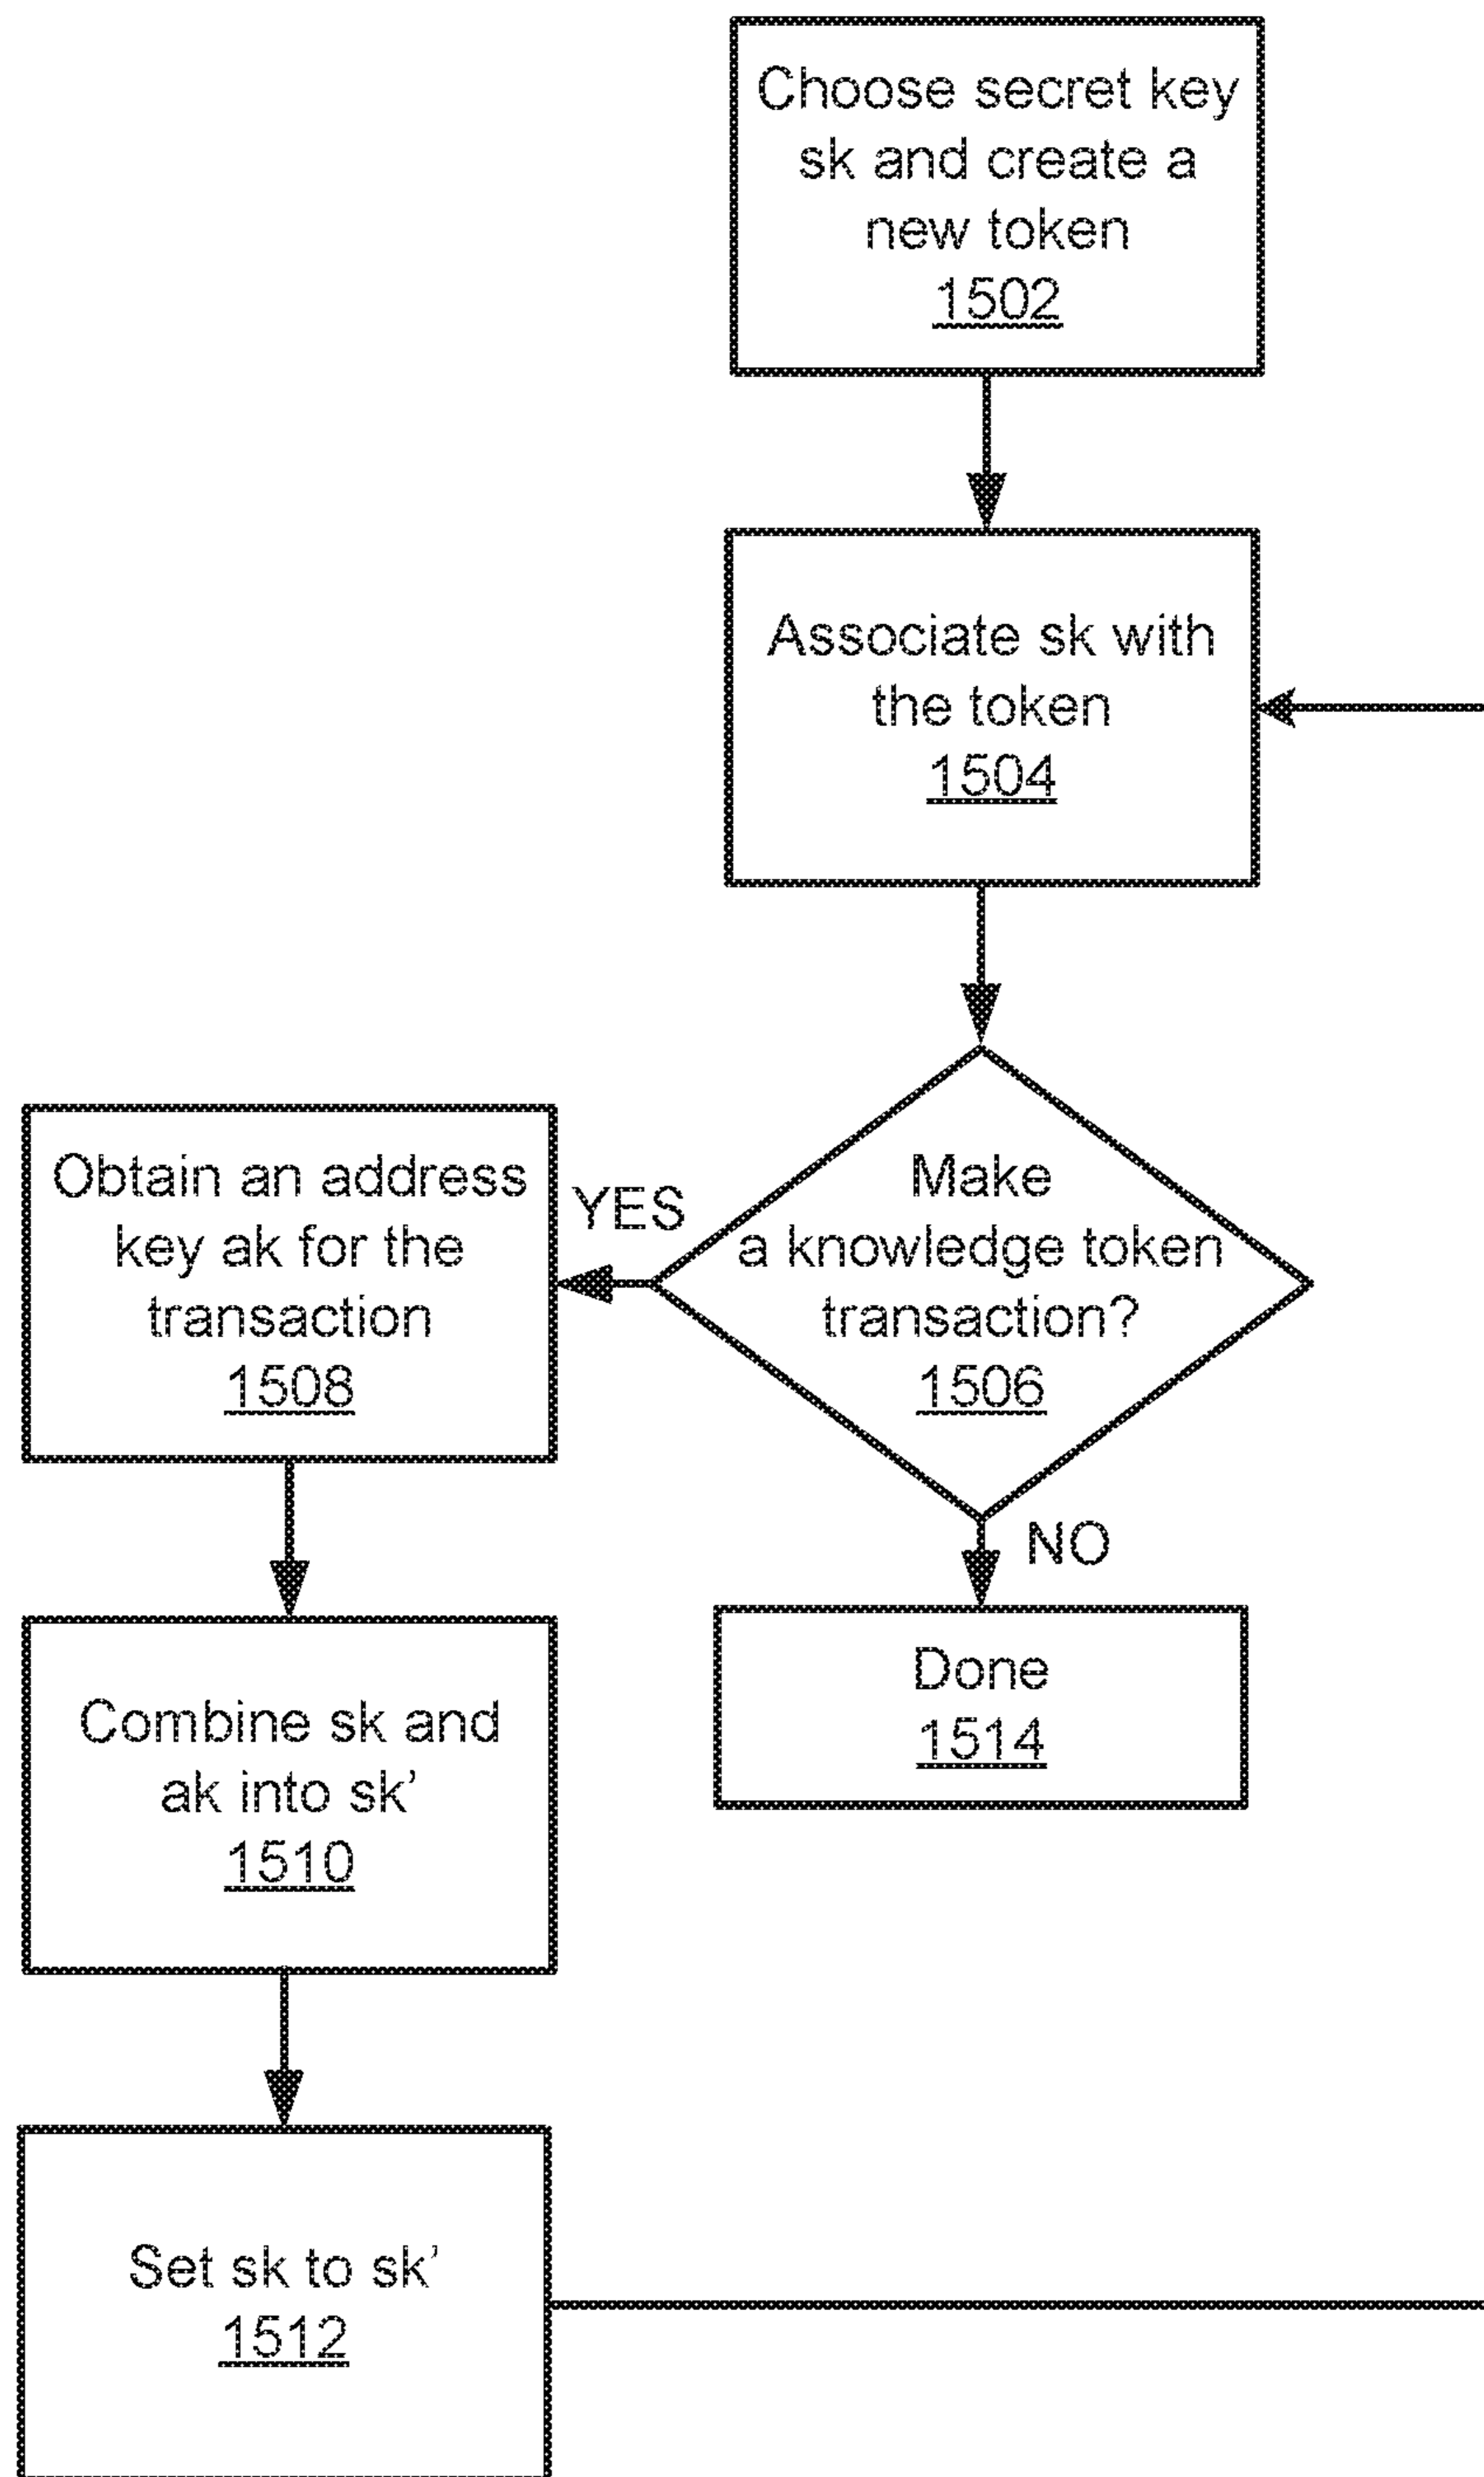 Choose secret key
sk and create a
new token
1502
Associate sk with
the token
1504
Make
a knowledge token
transaction?
1506
YES
NO
Obtain an address
key ak for the
transaction
1508
Combine sk and
ak into sk’
1510
Set sk to sk’
1512
Done
1514